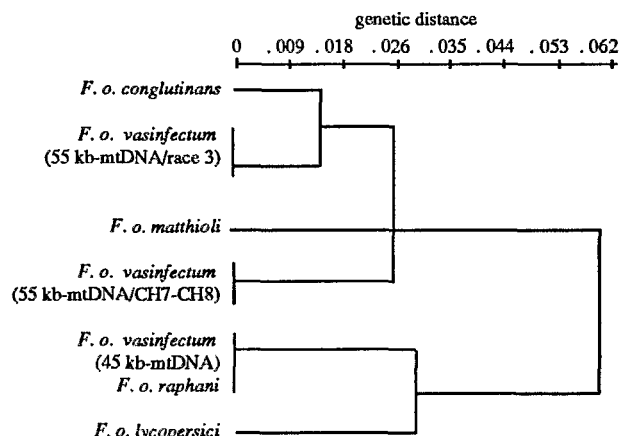 genetic distance
0 .009 .018 .026 .035 .044 .053 .062
F. o. conglutinans
F. o. vasinfectum
(55 kb-mtDNA/race 3)
F. o. matthioli
F. o. vasinfectum
(55 kb-mtDNA/CH7-CH8)
F. o. vasinfectum
(45 kb-mtDNA)
F. o. raphani
F. o. lycopersici